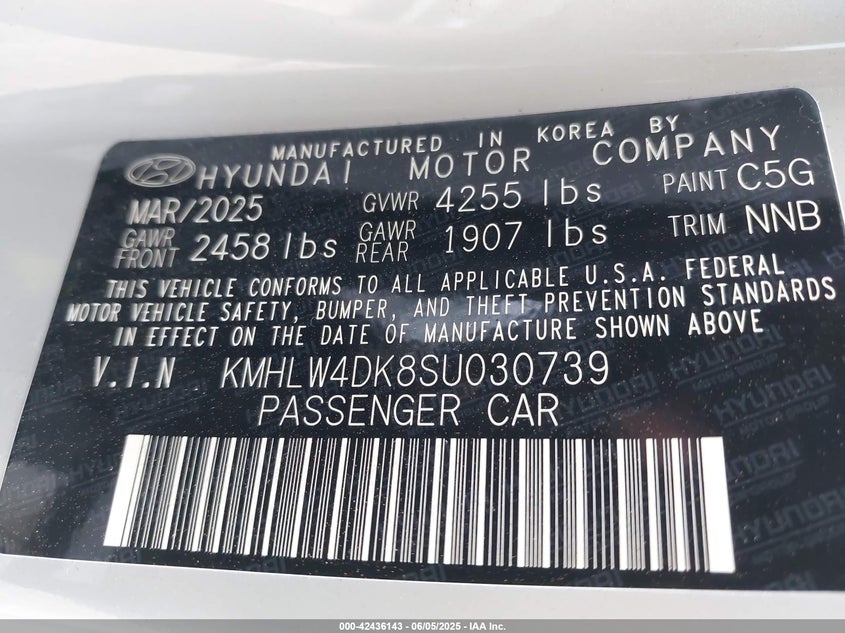 MANUFACTURED IN KOREA BY
HYUNDAI MOTOR COMPANY
MAR/2025 GVWR 4255 lbs PAINT C5G
GAWR FRONT 2458 lbs GAWR REAR 1907 lbs TRIM NNB
THIS VEHICLE CONFORMS TO ALL APPLICABLE U.S.A. FEDERAL
MOTOR VEHICLE SAFETY, BUMPER, AND THEFT PREVENTION STANDARDS
IN EFFECT ON THE DATE OF MANUFACTURE SHOWN ABOVE
V.I.N KMHLW4DK8SU030739
PASSENGER CAR
000-42436143 - 06/05/2025 - IAA Inc.